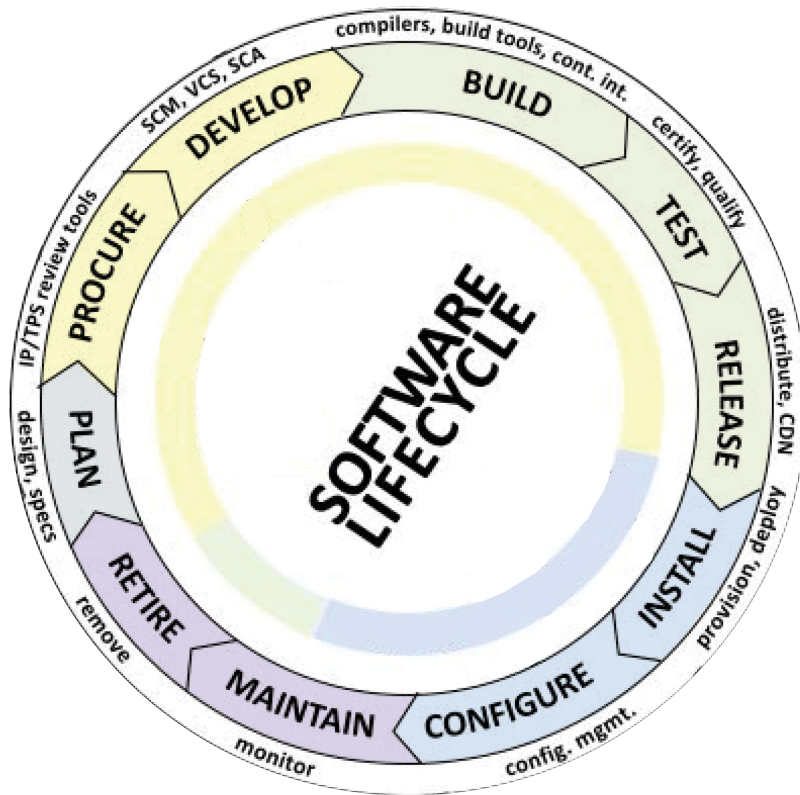 SOFTWARE
LIFECYCLE
PLAN
design, specs
PROCURE
IP/TPS review tools
DEVELOP
SCM, VCS, SCA
BUILD
compilers, build tools, cont. int.
TEST
certify, qualify
RELEASE
distribute, CDN
INSTALL
provision, deploy
CONFIGURE
config. mgmt.
MAINTAIN
monitor
RETIRE
remove